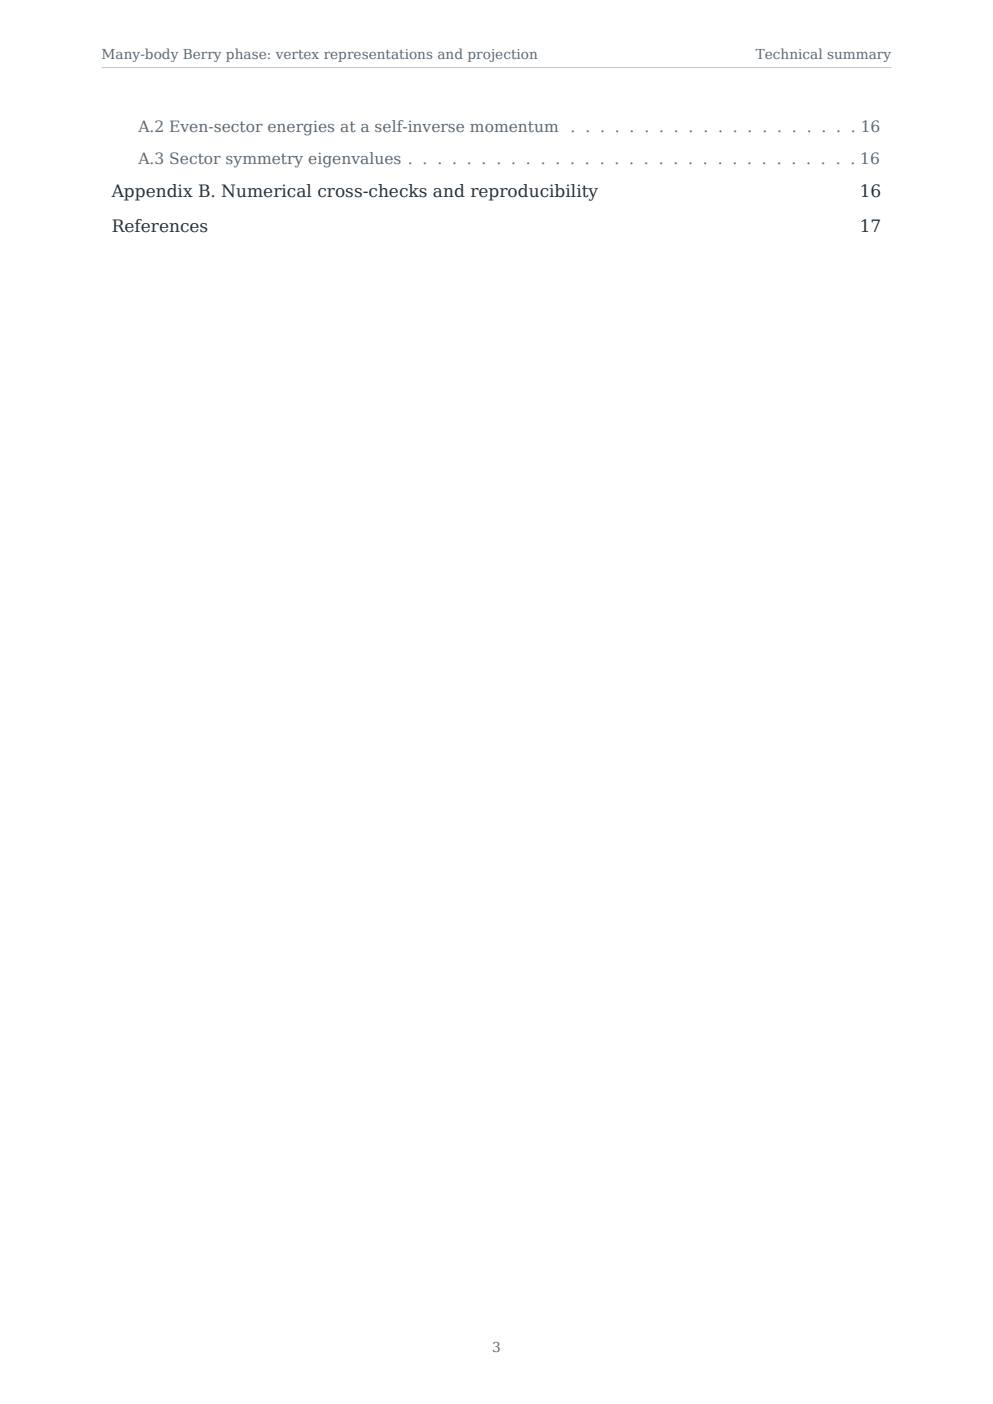 Many-body Berry phase: vertex representations and projection Technical summary
A.2 Even-sector energies at a self-inverse momentum . . . . . . . . . . . . . . . . . . . . 16
A.3 Sector symmetry eigenvalues . . . . . . . . . . . . . . . . . . . . . . . . . . . . . . . 16
Appendix B. Numerical cross-checks and reproducibility 16
References 17
3